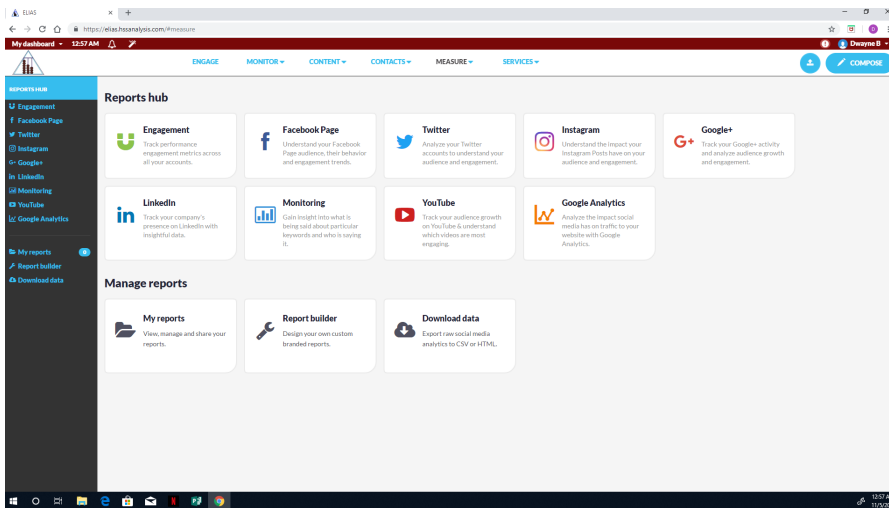 ELIAS
https://elias.hssanalysis.com/#measure
My dashboard 12:57 AM
Dwayne B
ENGAGE MONITOR CONTENT CONTACTS MEASURE SERVICES
COMPOSE
REPORTS HUB
Engagement
Facebook Page
Twitter
Instagram
Google+
LinkedIn
Monitoring
YouTube
Google Analytics
My reports 0
Report builder
Download data
Reports hub
Engagement
Track performance
engagement metrics across
all your accounts.
Facebook Page
Understand your Facebook
Page audience, their behavior
and engagement trends.
Twitter
Analyze your Twitter
accounts to understand your
audience and engagement.
Instagram
Understand the impact your
Instagram Posts have on your
audience and engagement.
Google+
Track your Google+ activity
and analyze audience growth
and engagement.
LinkedIn
Track your company's
presence on LinkedIn with
insightful data.
Monitoring
Gain insight into what is
being said about particular
keywords and who is saying
it.
YouTube
Track your audience growth
on YouTube & understand
which videos are most
engaging.
Google Analytics
Analyze the impact social
media has on traffic to your
website with Google
Analytics.
Manage reports
My reports
View, manage and share your
reports.
Report builder
Design your own custom
branded reports.
Download data
Export raw social media
analytics to CSV or HTML.
12:57 A
11/5/20